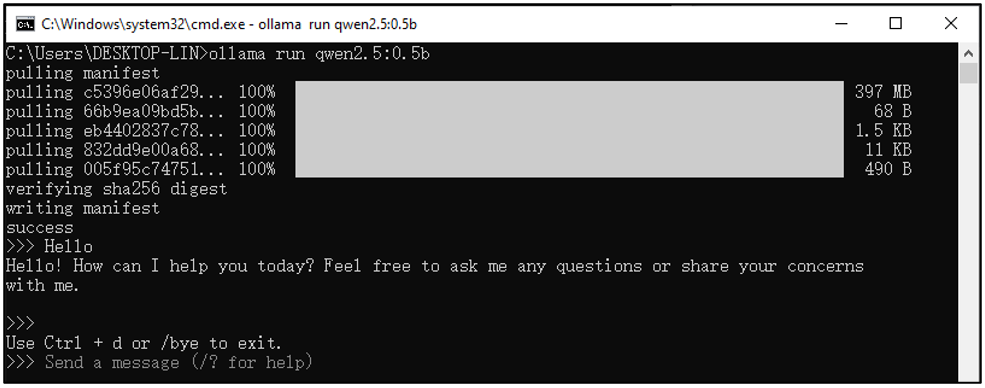 C:\Windows\system32\cmd.exe - ollama  run qwen2.5:0.5b
C:\Users\DESKTOP-LIN>ollama run qwen2.5:0.5b
pulling manifest
pulling c5396e06af29... 100% 397 MB
pulling 66b9ea09bd5b... 100% 68 B
pulling eb4402837c78... 100% 1.5 KB
pulling 832dd9e00a68... 100% 11 KB
pulling 005f95c74751... 100% 490 B
verifying sha256 digest
writing manifest
success
>>> Hello
Hello! How can I help you today? Feel free to ask me any questions or share your concerns
with me.
>>>
Use Ctrl + d or /bye to exit.
>>> Send a message (/? for help)